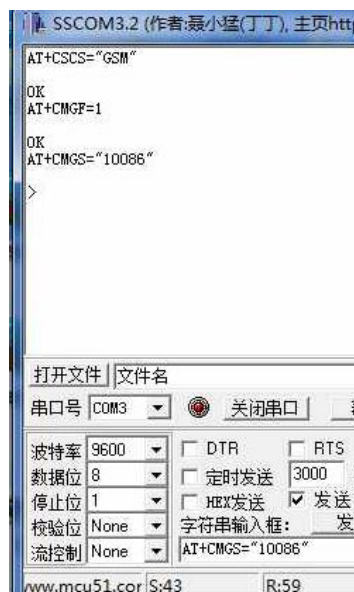 SSCOM3.2 (作者:聂小猛(丁丁), 主页http
AT+CSCS="GSM"
OK
AT+CMGF=1
OK
AT+CMGS="10086"
>
打开文件 文件名
串口号 COM3 关闭串口
波特率 9600 DTR RTS
数据位 8 定时发送 3000
停止位 1 HEX发送 发送
校验位 None 字符串输入框: 发
流控制 None AT+CMGS="10086"
www.mcu51.cor S:43 R:59